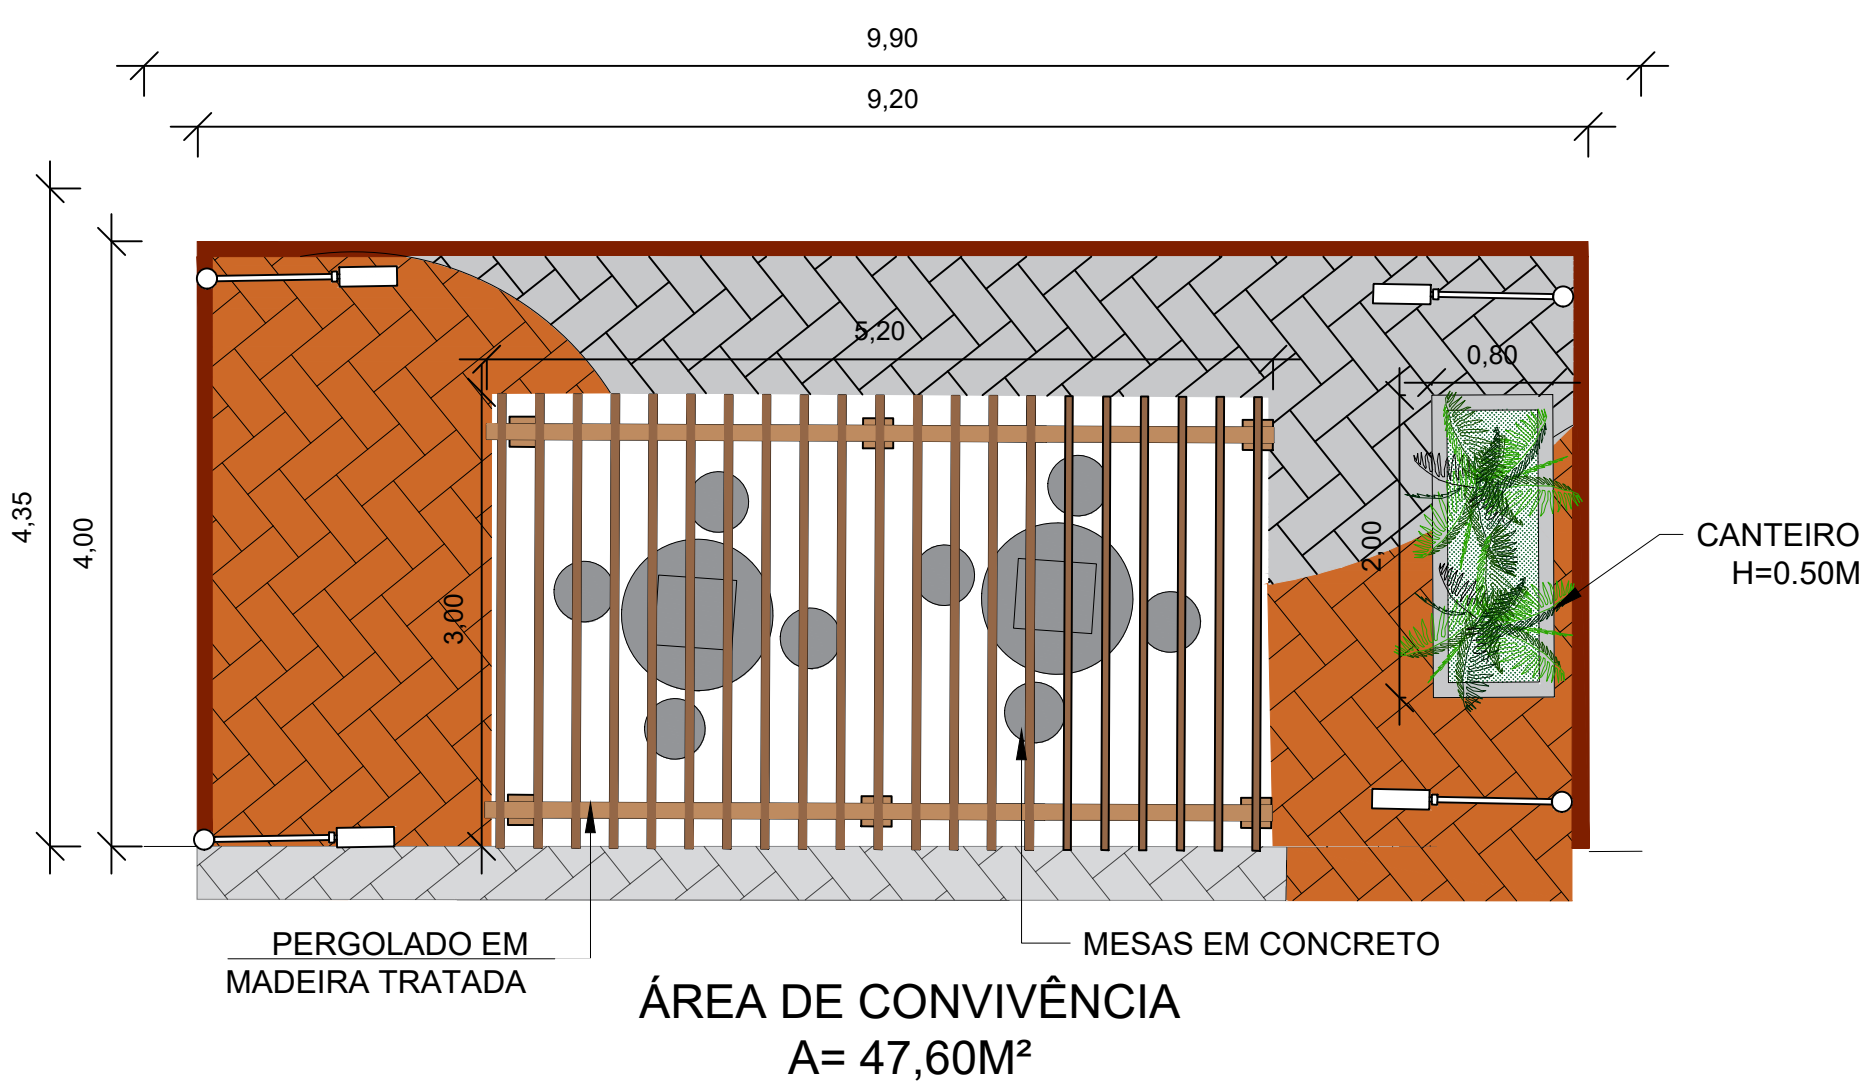 9,90
9,20
4,35
4,00
5,20
0,80
3,00
2,00
CANTEIRO
H=0.50M
PERGOLADO EM
MADEIRA TRATADA
MESAS EM CONCRETO
ÁREA DE CONVIVÊNCIA
A= 47,60M²